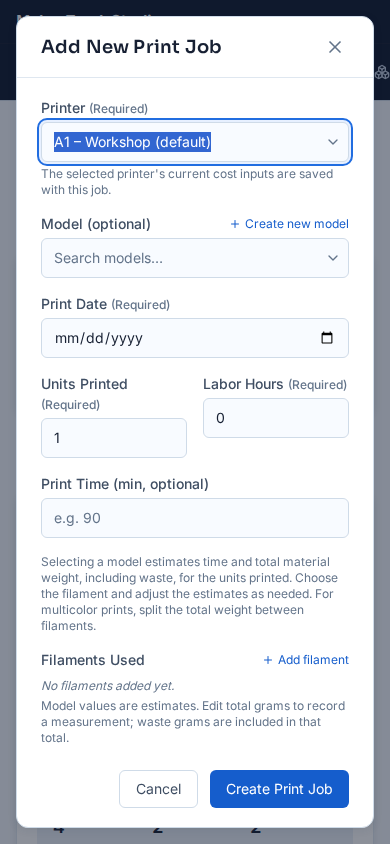 Add New Print Job
Printer (Required)
A1 – Workshop (default)
The selected printer's current cost inputs are saved
with this job.
Model (optional)
+ Create new model
Search models...
Print Date (Required)
mm/dd/yyyy
Units Printed
(Required)
Labor Hours (Required)
1
0
Print Time (min, optional)
e.g. 90
Selecting a model estimates time and total material
weight, including waste, for the units printed. Choose
the filament and adjust the estimates as needed. For
multicolor prints, split the total weight between
filaments.
Filaments Used
+ Add filament
No filaments added yet.
Model values are estimates. Edit total grams to record
a measurement; waste grams are included in that
total.
Cancel
Create Print Job